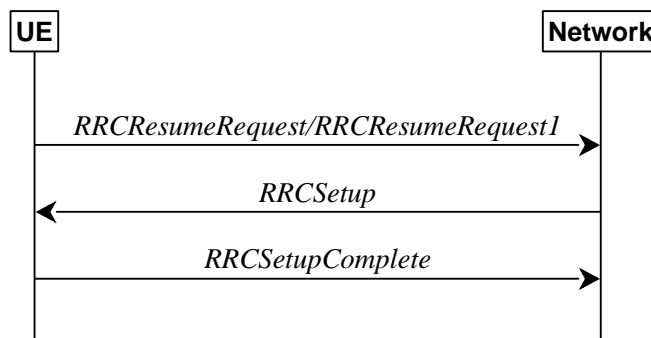 UE
Network
RRCResumeRequest/RRCResumeRequest1
RRCSetup
RRCSetupComplete